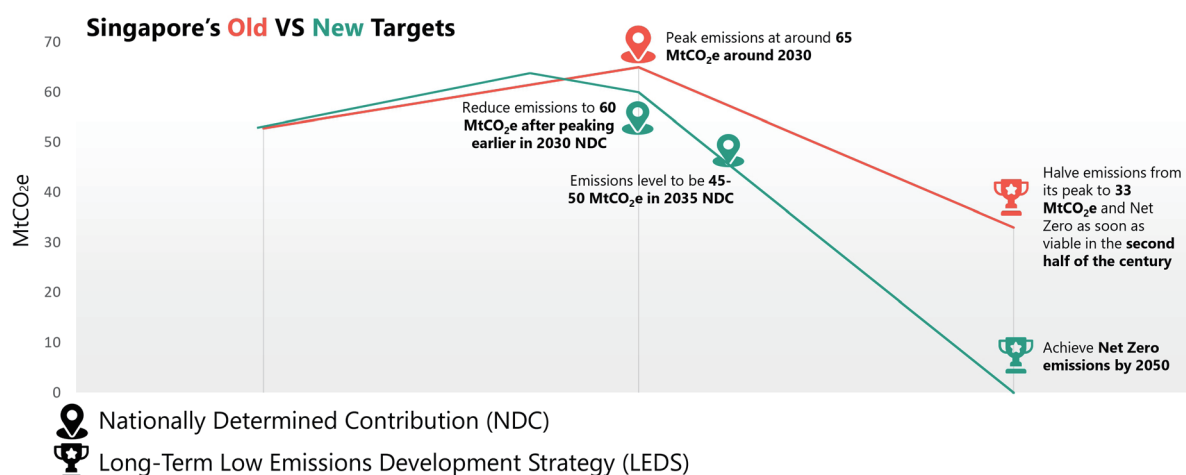 Singapore's Old VS New Targets
70
60
50
40
30
20
10
0
MtCO₂e
Peak emissions at around 65
MtCO₂e around 2030
Reduce emissions to 60
MtCO₂e after peaking
earlier in 2030 NDC
Emissions level to be 45-
50 MtCO₂e in 2035 NDC
Halve emissions from
its peak to 33
MtCO₂e and Net
Zero as soon as
viable in the second
half of the century
Achieve Net Zero
emissions by 2050
Nationally Determined Contribution (NDC)
Long-Term Low Emissions Development Strategy (LEDS)